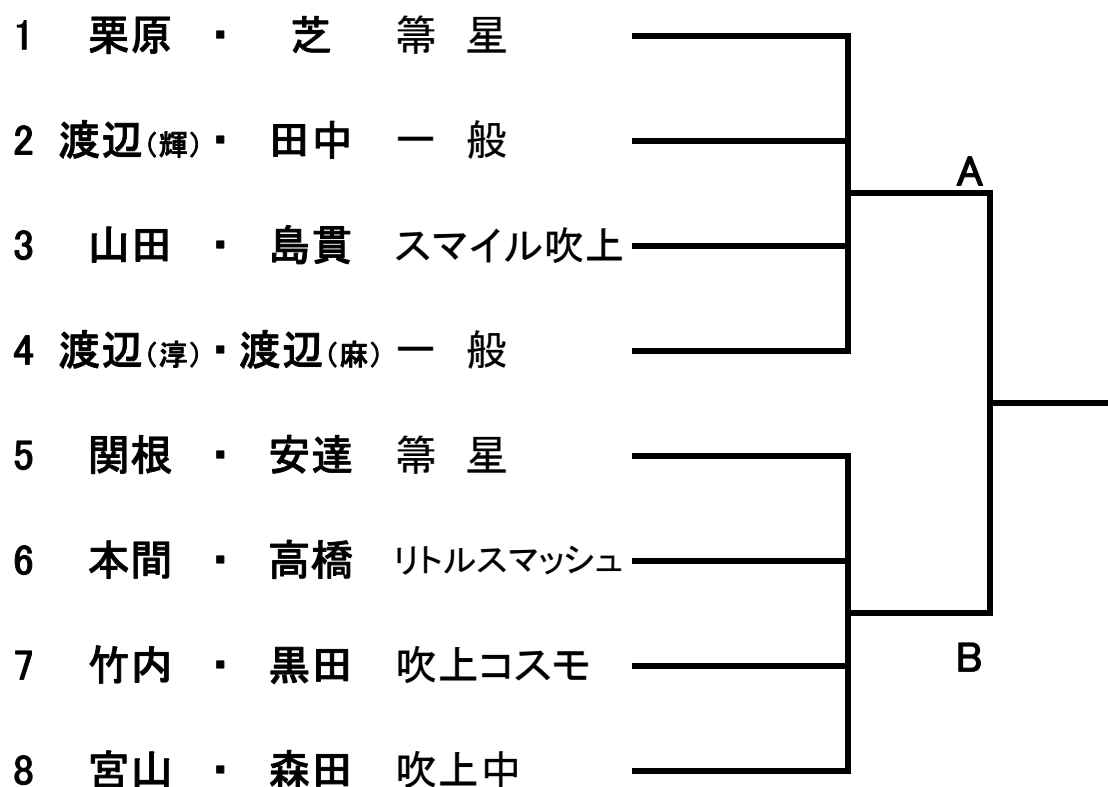 1 栗原 ・ 芝 箒 星
2 渡辺(輝)・ 田中 一 般
A
3 山田 ・ 島貫 スマイル吹上
4 渡辺(淳)・渡辺(麻) 一 般
5 関根 ・ 安達 箒 星
6 本間 ・ 高橋 リトルスマッシュ
7 竹内 ・ 黒田 吹上コスモ
B
8 宮山 ・ 森田 吹上中